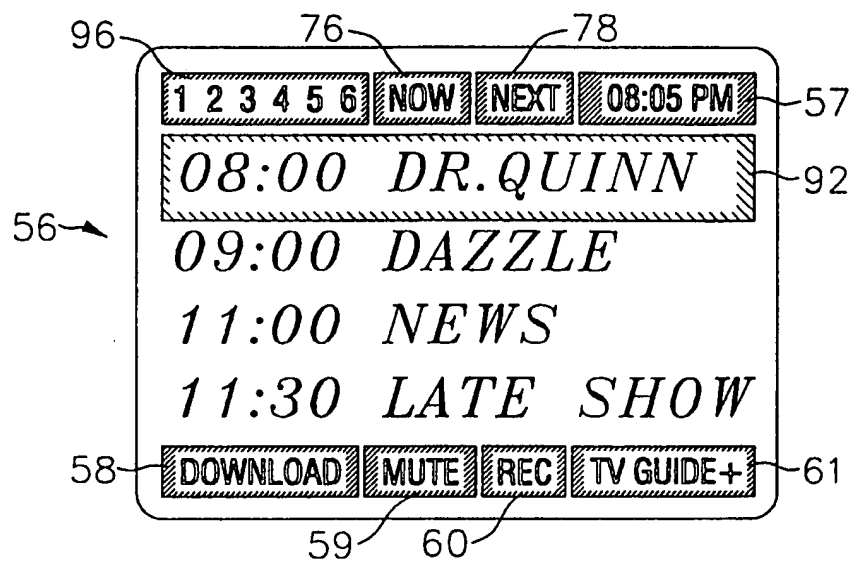 96 76 78
1 2 3 4 5 6 NOW NEXT 08:05 PM 57
08:00 DR.QUINN 92
56
09:00 DAZZLE
11:00 NEWS
11:30 LATE SHOW
58 DOWNLOAD MUTE REC TV GUIDE+ 61
59 60